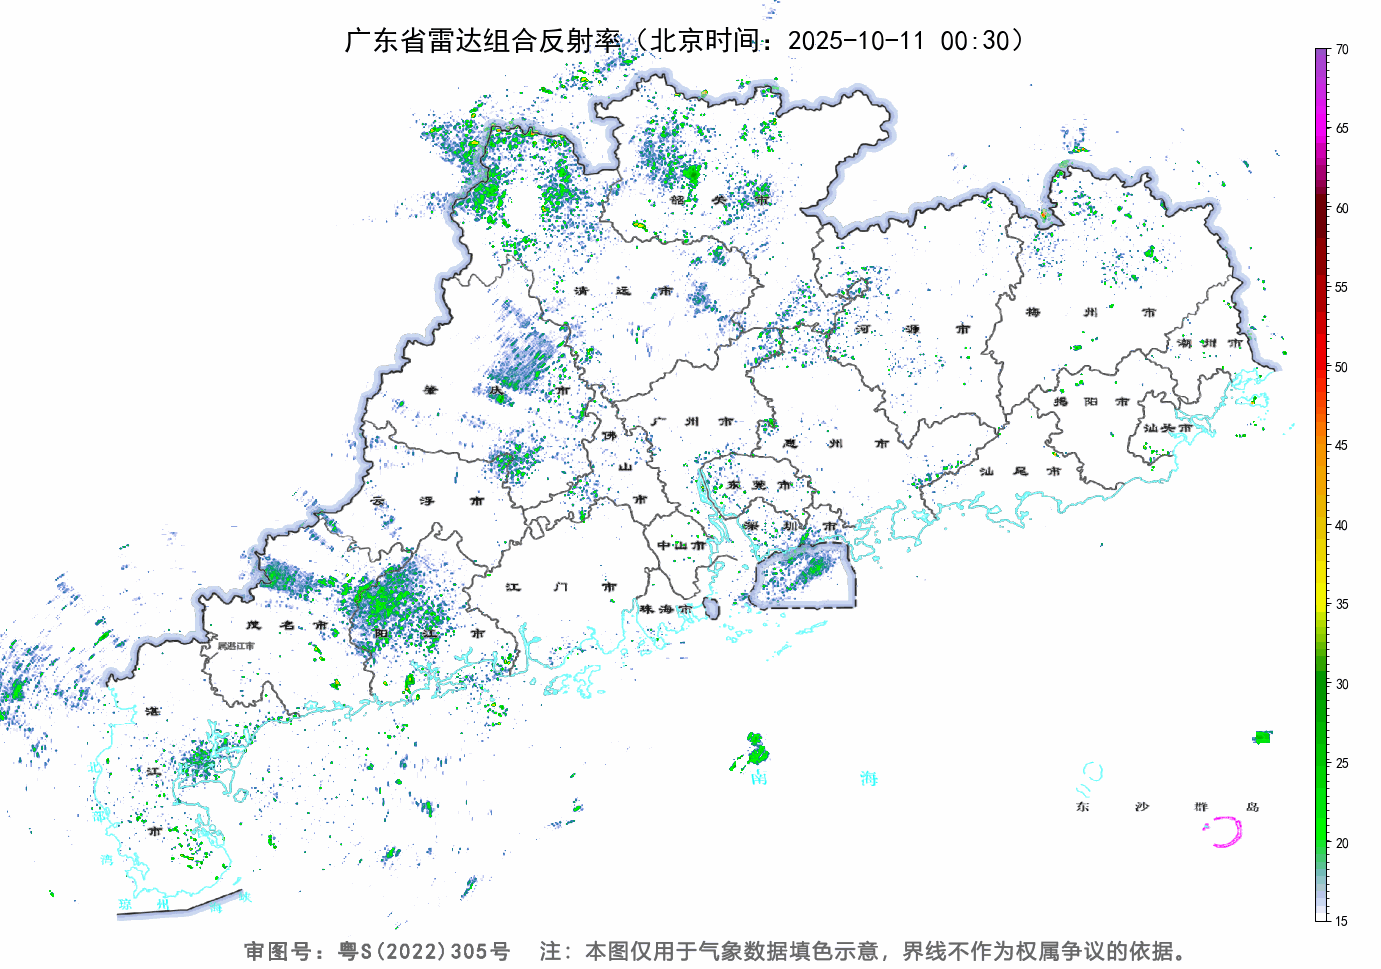 广东省雷达组合反射率（北京时间：2025-10-11 00:30）
70
65
60
55
50
45
40
35
30
25
20
15
韶关市
清远市
河源市
梅州市
潮州市
肇庆市
揭阳市
汕头市
广州市
佛山市
惠州市
汕尾市
东莞市
云浮市
深圳市
中山市
江门市
珠海市
茂名市
阳江市
属湛江市
湛江市
南海
东沙群岛
北部湾
琼州海峡
审图号：粤S(2022)305号 注：本图仅用于气象数据填色示意，界线不作为权属争议的依据。